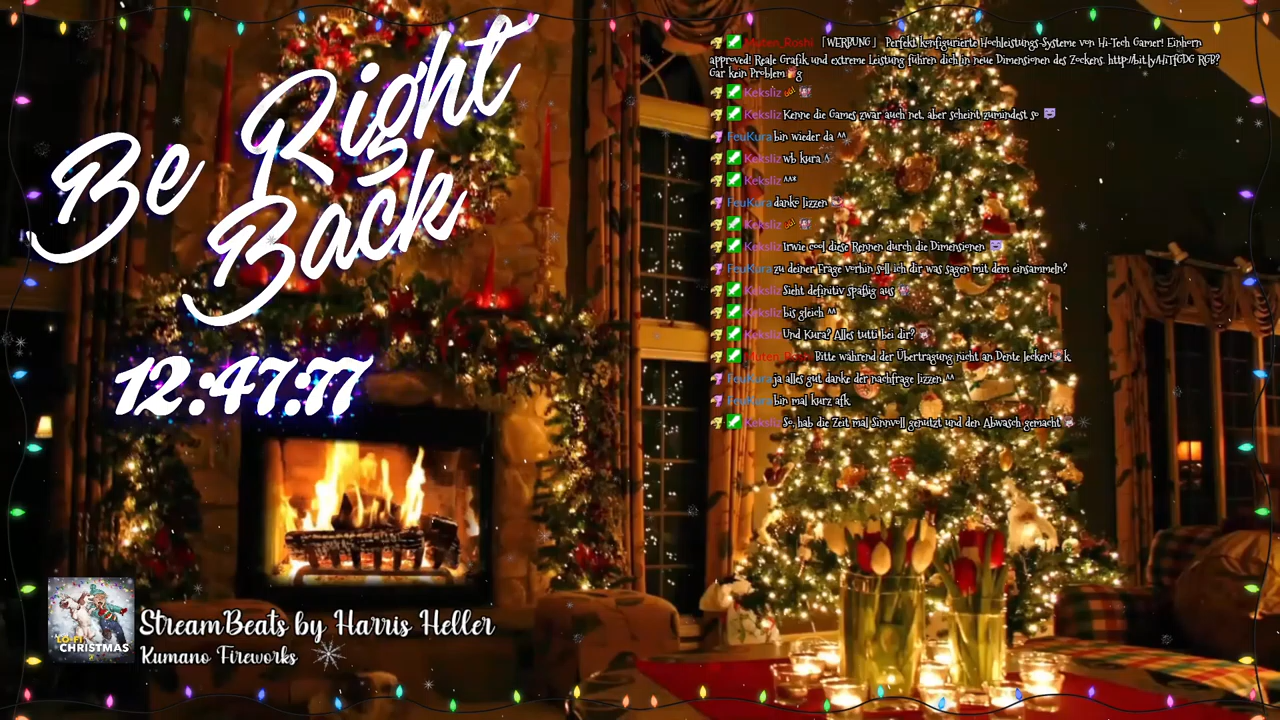 Be Right
Back
12:47:77
LO-FI
CHRISTMAS
StreamBeats by Harris Heller
Kumano Fireworks
Muten_Roshi 「WERBUNG」 Perfekt konfigurierte Hochleistungs-Systeme von Hi-Tech Gamer! Einhorn
approved! Reale Grafik und extreme Leistung führen dich in neue Dimensionen des Zockens. http://bit.ly/HiTfGDG RGB?
Gar kein Problem g
Keksliz
Keksliz Kenne die Games zwar auch net, aber scheint zumindest so
FeuKura bin wieder da ^^
Keksliz wb kura ^
Keksliz ^^*
FeuKura danke lizzen
Keksliz
Keksliz Irwie cool diese Rennen durch die Dimensionen
FeuKura zu deiner Frage vorhin soll ich dir was sagen mit dem einsammeln?
Keksliz Sieht definitiv spaßig aus
Keksliz bis gleich ^^
Keksliz Und Kura? Alles tutti bei dir?
Muten_Roshi Bitte während der Übertragung nicht an Dente lecken! k
FeuKura ja alles gut danke der nachfrage lizzen ^^
FeuKura bin mal kurz afk
Keksliz So, hab die Zeit mal Sinnvoll genutzt und den Abwasch gemacht